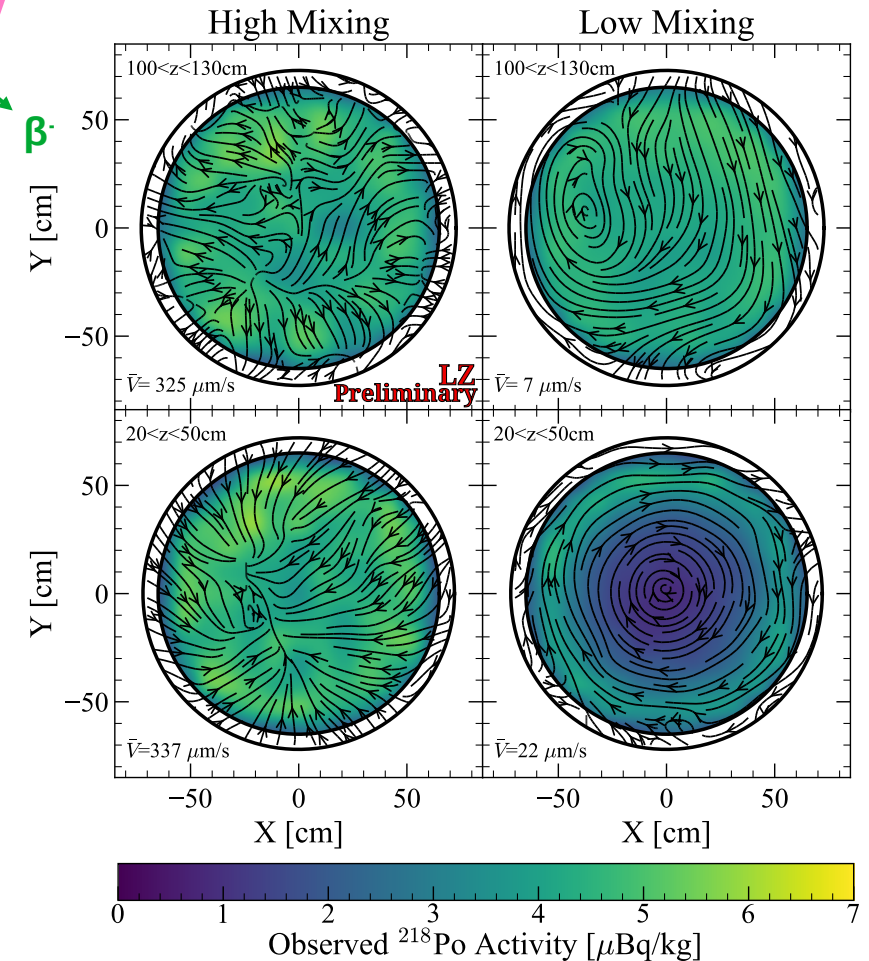 High Mixing
Low Mixing
β-
100<z<130cm
100<z<130cm
50
0
−50
Y [cm]
V̄= 325 μm/s
LZ
Preliminary
V̄= 7 μm/s
20<z<50cm
20<z<50cm
50
0
−50
Y [cm]
V̄=337 μm/s
V̄=22 μm/s
−50 0 50
−50 0 50
X [cm]
X [cm]
0 1 2 3 4 5 6 7
Observed ²¹⁸Po Activity [μBq/kg]